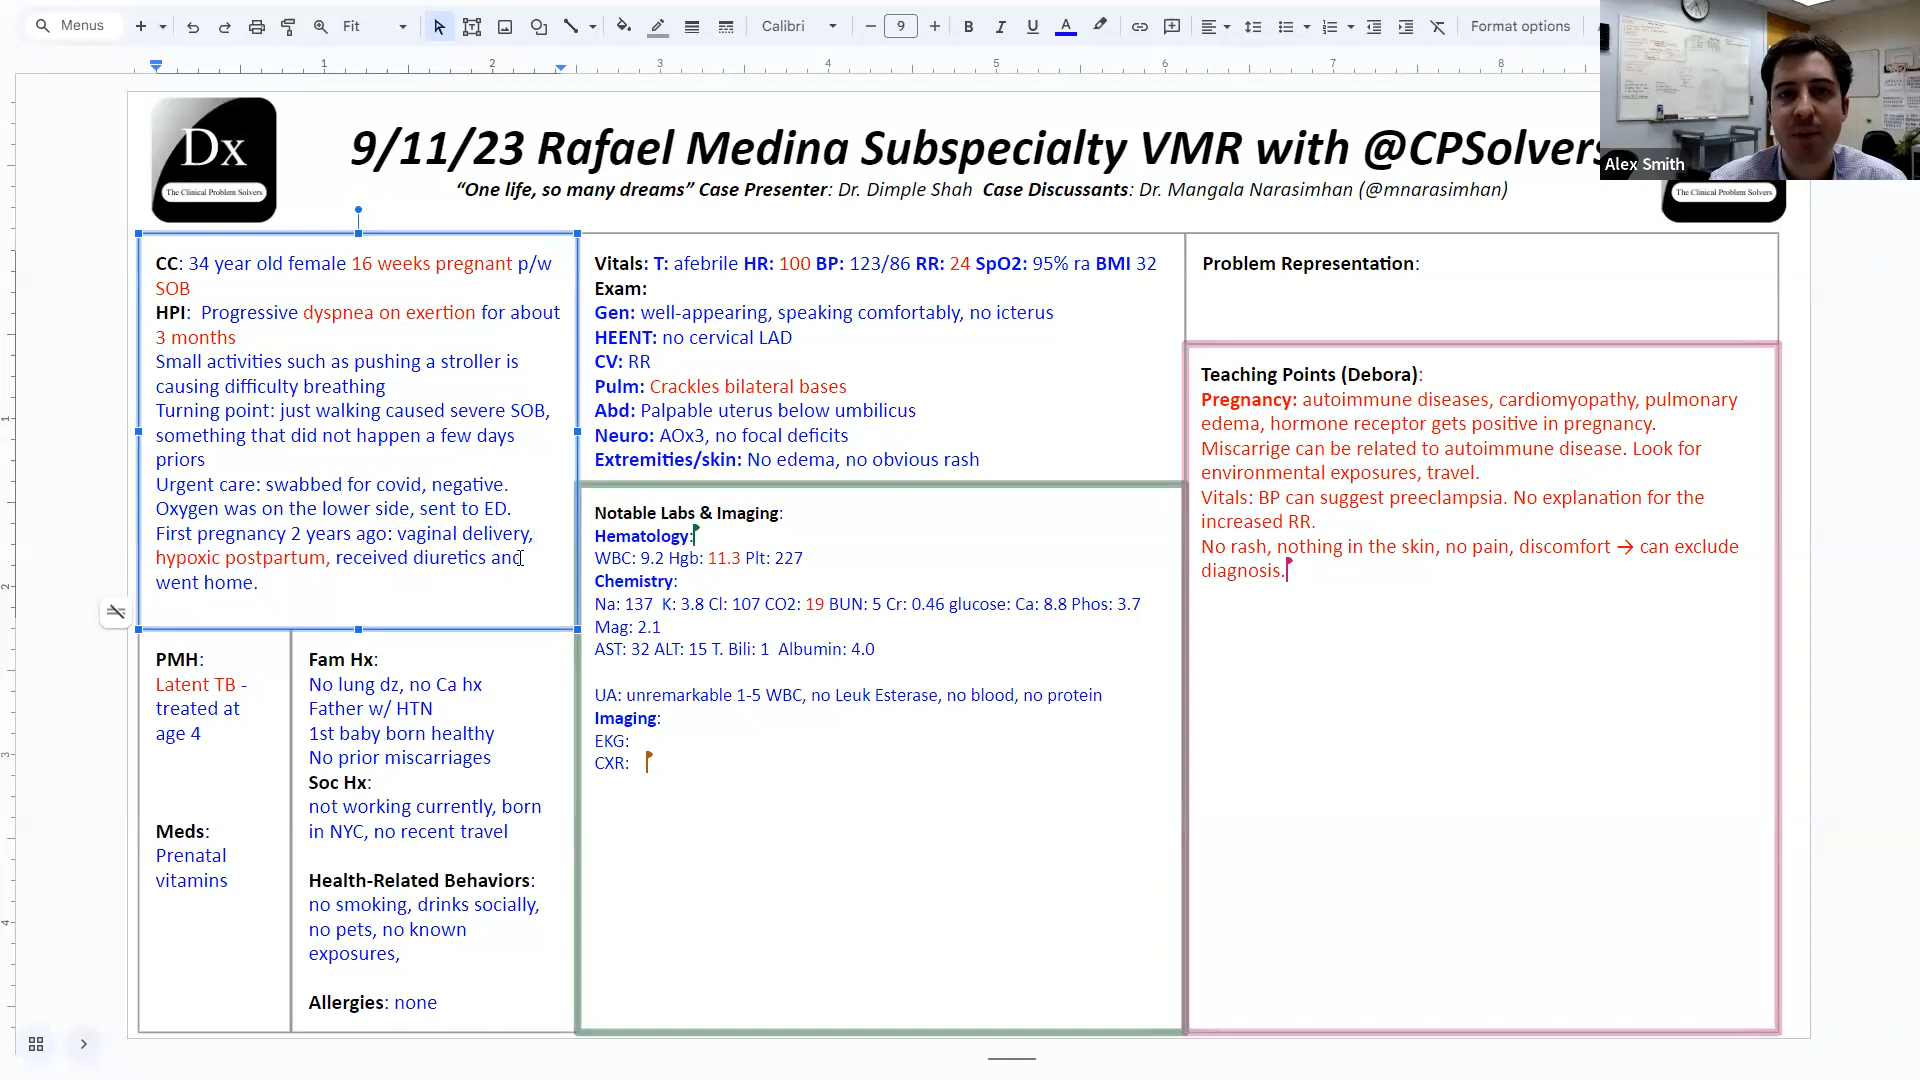 Menus
Fit
Calibri
9
B I U A
Format options
1 2 3 4 5 6 7 8
Alex Smith
Dx
The Clinical Problem Solvers
9/11/23 Rafael Medina Subspecialty VMR with @CPSolvers
“One life, so many dreams” Case Presenter: Dr. Dimple Shah Case Discussants: Dr. Mangala Narasimhan (@mnarasimhan)
The Clinical Problem Solvers
CC: 34 year old female 16 weeks pregnant p/w
SOB
HPI: Progressive dyspnea on exertion for about
3 months
Small activities such as pushing a stroller is
causing difficulty breathing
Turning point: just walking caused severe SOB,
something that did not happen a few days
priors
Urgent care: swabbed for covid, negative.
Oxygen was on the lower side, sent to ED.
First pregnancy 2 years ago: vaginal delivery,
hypoxic postpartum, received diuretics and
went home.
PMH:
Latent TB -
treated at
age 4
Meds:
Prenatal
vitamins
Fam Hx:
No lung dz, no Ca hx
Father w/ HTN
1st baby born healthy
No prior miscarriages
Soc Hx:
not working currently, born
in NYC, no recent travel
Health-Related Behaviors:
no smoking, drinks socially,
no pets, no known
exposures,
Allergies: none
Vitals: T: afebrile HR: 100 BP: 123/86 RR: 24 SpO2: 95% ra BMI 32
Exam:
Gen: well-appearing, speaking comfortably, no icterus
HEENT: no cervical LAD
CV: RR
Pulm: Crackles bilateral bases
Abd: Palpable uterus below umbilicus
Neuro: AOx3, no focal deficits
Extremities/skin: No edema, no obvious rash
Notable Labs & Imaging:
Hematology:
WBC: 9.2 Hgb: 11.3 Plt: 227
Chemistry:
Na: 137 K: 3.8 Cl: 107 CO2: 19 BUN: 5 Cr: 0.46 glucose: Ca: 8.8 Phos: 3.7
Mag: 2.1
AST: 32 ALT: 15 T. Bili: 1 Albumin: 4.0
UA: unremarkable 1-5 WBC, no Leuk Esterase, no blood, no protein
Imaging:
EKG:
CXR:
Problem Representation:
Teaching Points (Debora):
Pregnancy: autoimmune diseases, cardiomyopathy, pulmonary
edema, hormone receptor gets positive in pregnancy.
Miscarrige can be related to autoimmune disease. Look for
environmental exposures, travel.
Vitals: BP can suggest preeclampsia. No explanation for the
increased RR.
No rash, nothing in the skin, no pain, discomfort → can exclude
diagnosis.
1
2
3
4